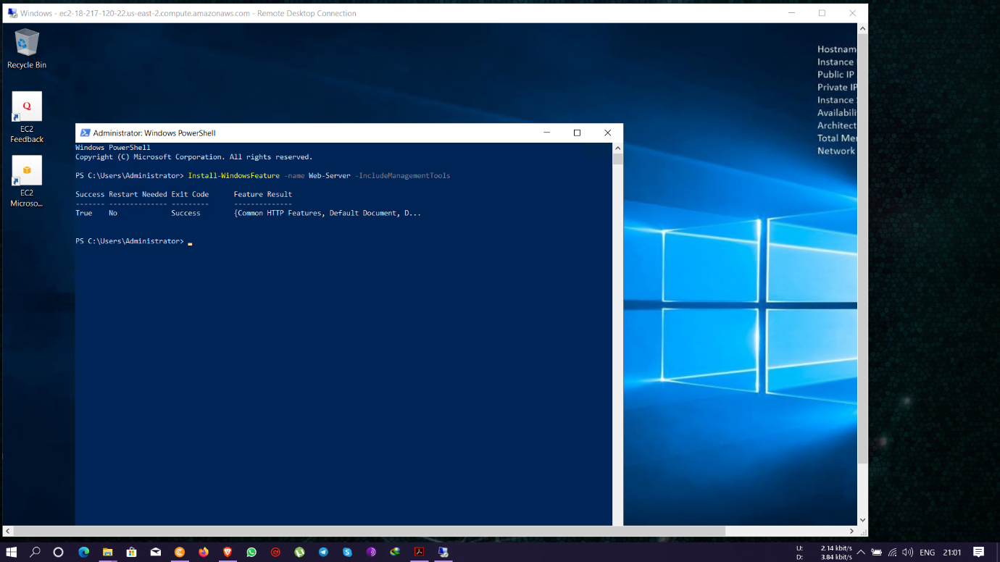 Windows - ec2-18-217-120-22.us-east-2.compute.amazonaws.com - Remote Desktop Connection
Recycle Bin
Hostnam
Instance
Public IP
Private IP
Instance
Availabili
Architect
Total Mer
Network
EC2
Feedback
EC2
Microso...
Administrator: Windows PowerShell
Windows PowerShell
Copyright (C) Microsoft Corporation. All rights reserved.
PS C:\Users\Administrator> Install-WindowsFeature -name Web-Server -IncludeManagementTools
Success Restart Needed Exit Code      Feature Result
------- -------------- ---------      --------------
True    No             Success        {Common HTTP Features, Default Document, D...
PS C:\Users\Administrator>
U: 2.14 kbit/s
D: 3.84 kbit/s
ENG 21:01